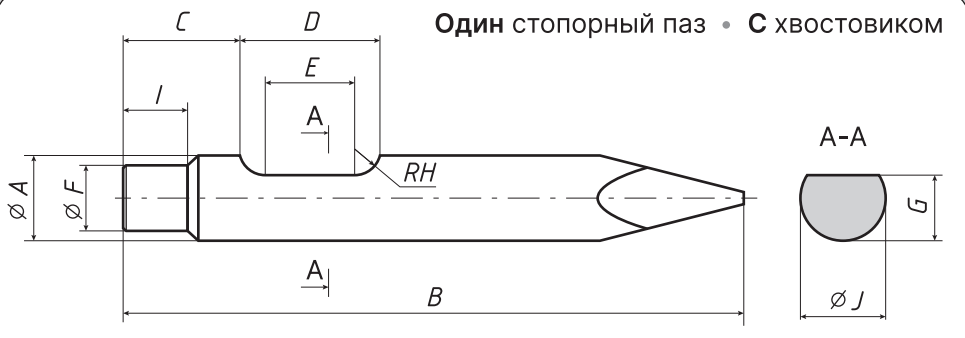 Один стопорный паз • С хвостовиком
C
D
E
I
A
A-A
RH
Ø A
Ø F
G
A
B
Ø J